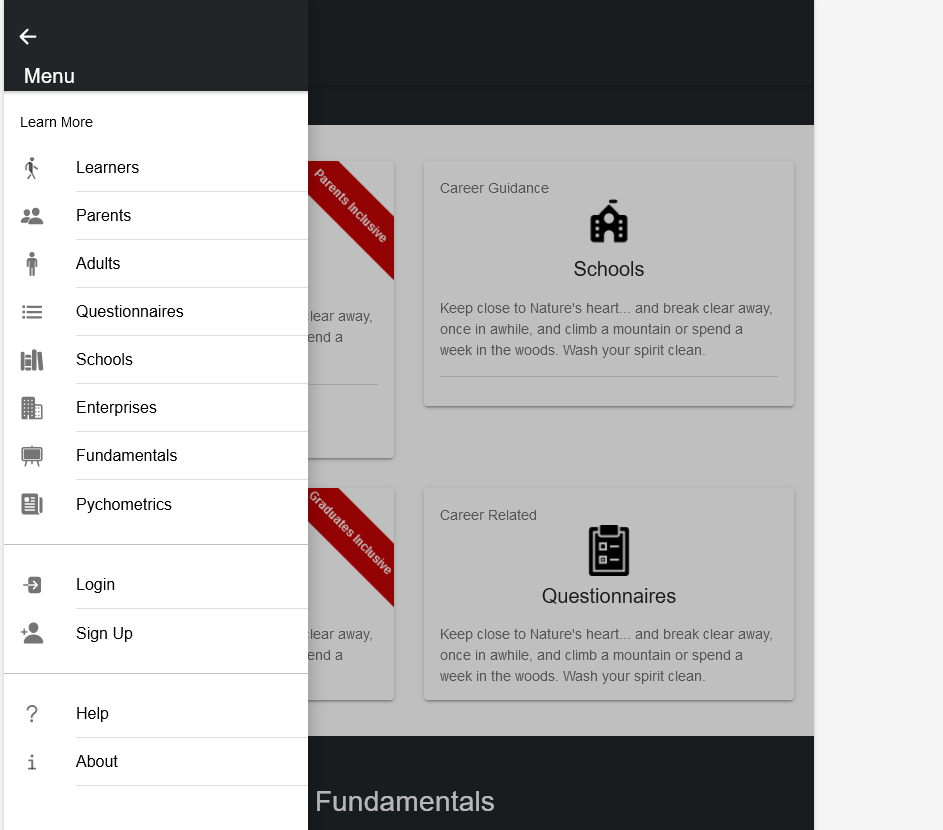 Menu
Learn More
Learners
Parents
Adults
Questionnaires
Schools
Enterprises
Fundamentals
Pychometrics
Login
Sign Up
Help
About
Parents Inclusive
lear away,
end a
Career Guidance
Schools
Keep close to Nature's heart... and break clear away,
once in awhile, and climb a mountain or spend a
week in the woods. Wash your spirit clean.
Graduates Inclusive
lear away,
end a
Career Related
Questionnaires
Keep close to Nature's heart... and break clear away,
once in awhile, and climb a mountain or spend a
week in the woods. Wash your spirit clean.
Fundamentals